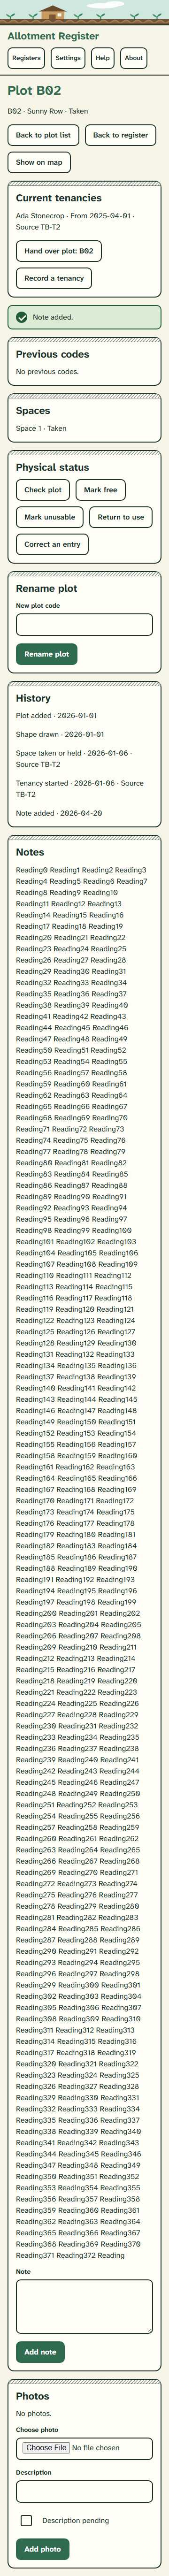 Allotment Register
Registers
Settings
Help
About
Plot B02
B02 · Sunny Row · Taken
Back to plot list
Back to register
Show on map
Current tenancies
Ada Stonecrop · From 2025-04-01 ·
Source TB-T2
Hand over plot: B02
Record a tenancy
Note added.
Previous codes
No previous codes.
Spaces
Space 1 · Taken
Physical status
Check plot
Mark free
Mark unusable
Return to use
Correct an entry
Rename plot
New plot code
Rename plot
History
Plot added · 2026-01-01
Shape drawn · 2026-01-01
Space taken or held · 2026-01-06 ·
Source TB-T2
Tenancy started · 2026-01-06 · Source
TB-T2
Note added · 2026-04-20
Notes
Reading0 Reading1 Reading2 Reading3
Reading4 Reading5 Reading6 Reading7
Reading8 Reading9 Reading10
Reading11 Reading12 Reading13
Reading14 Reading15 Reading16
Reading17 Reading18 Reading19
Reading20 Reading21 Reading22
Reading23 Reading24 Reading25
Reading26 Reading27 Reading28
Reading29 Reading30 Reading31
Reading32 Reading33 Reading34
Reading35 Reading36 Reading37
Reading38 Reading39 Reading40
Reading41 Reading42 Reading43
Reading44 Reading45 Reading46
Reading47 Reading48 Reading49
Reading50 Reading51 Reading52
Reading53 Reading54 Reading55
Reading56 Reading57 Reading58
Reading59 Reading60 Reading61
Reading62 Reading63 Reading64
Reading65 Reading66 Reading67
Reading68 Reading69 Reading70
Reading71 Reading72 Reading73
Reading74 Reading75 Reading76
Reading77 Reading78 Reading79
Reading80 Reading81 Reading82
Reading83 Reading84 Reading85
Reading86 Reading87 Reading88
Reading89 Reading90 Reading91
Reading92 Reading93 Reading94
Reading95 Reading96 Reading97
Reading98 Reading99 Reading100
Reading101 Reading102 Reading103
Reading104 Reading105 Reading106
Reading107 Reading108 Reading109
Reading110 Reading111 Reading112
Reading113 Reading114 Reading115
Reading116 Reading117 Reading118
Reading119 Reading120 Reading121
Reading122 Reading123 Reading124
Reading125 Reading126 Reading127
Reading128 Reading129 Reading130
Reading131 Reading132 Reading133
Reading134 Reading135 Reading136
Reading137 Reading138 Reading139
Reading140 Reading141 Reading142
Reading143 Reading144 Reading145
Reading146 Reading147 Reading148
Reading149 Reading150 Reading151
Reading152 Reading153 Reading154
Reading155 Reading156 Reading157
Reading158 Reading159 Reading160
Reading161 Reading162 Reading163
Reading164 Reading165 Reading166
Reading167 Reading168 Reading169
Reading170 Reading171 Reading172
Reading173 Reading174 Reading175
Reading176 Reading177 Reading178
Reading179 Reading180 Reading181
Reading182 Reading183 Reading184
Reading185 Reading186 Reading187
Reading188 Reading189 Reading190
Reading191 Reading192 Reading193
Reading194 Reading195 Reading196
Reading197 Reading198 Reading199
Reading200 Reading201 Reading202
Reading203 Reading204 Reading205
Reading206 Reading207 Reading208
Reading209 Reading210 Reading211
Reading212 Reading213 Reading214
Reading215 Reading216 Reading217
Reading218 Reading219 Reading220
Reading221 Reading222 Reading223
Reading224 Reading225 Reading226
Reading227 Reading228 Reading229
Reading230 Reading231 Reading232
Reading233 Reading234 Reading235
Reading236 Reading237 Reading238
Reading239 Reading240 Reading241
Reading242 Reading243 Reading244
Reading245 Reading246 Reading247
Reading248 Reading249 Reading250
Reading251 Reading252 Reading253
Reading254 Reading255 Reading256
Reading257 Reading258 Reading259
Reading260 Reading261 Reading262
Reading263 Reading264 Reading265
Reading266 Reading267 Reading268
Reading269 Reading270 Reading271
Reading272 Reading273 Reading274
Reading275 Reading276 Reading277
Reading278 Reading279 Reading280
Reading281 Reading282 Reading283
Reading284 Reading285 Reading286
Reading287 Reading288 Reading289
Reading290 Reading291 Reading292
Reading293 Reading294 Reading295
Reading296 Reading297 Reading298
Reading299 Reading300 Reading301
Reading302 Reading303 Reading304
Reading305 Reading306 Reading307
Reading308 Reading309 Reading310
Reading311 Reading312 Reading313
Reading314 Reading315 Reading316
Reading317 Reading318 Reading319
Reading320 Reading321 Reading322
Reading323 Reading324 Reading325
Reading326 Reading327 Reading328
Reading329 Reading330 Reading331
Reading332 Reading333 Reading334
Reading335 Reading336 Reading337
Reading338 Reading339 Reading340
Reading341 Reading342 Reading343
Reading344 Reading345 Reading346
Reading347 Reading348 Reading349
Reading350 Reading351 Reading352
Reading353 Reading354 Reading355
Reading356 Reading357 Reading358
Reading359 Reading360 Reading361
Reading362 Reading363 Reading364
Reading365 Reading366 Reading367
Reading368 Reading369 Reading370
Reading371 Reading372 Reading
Note
Add note
Photos
No photos.
Choose photo
Choose File No file chosen
Description
Description pending
Add photo